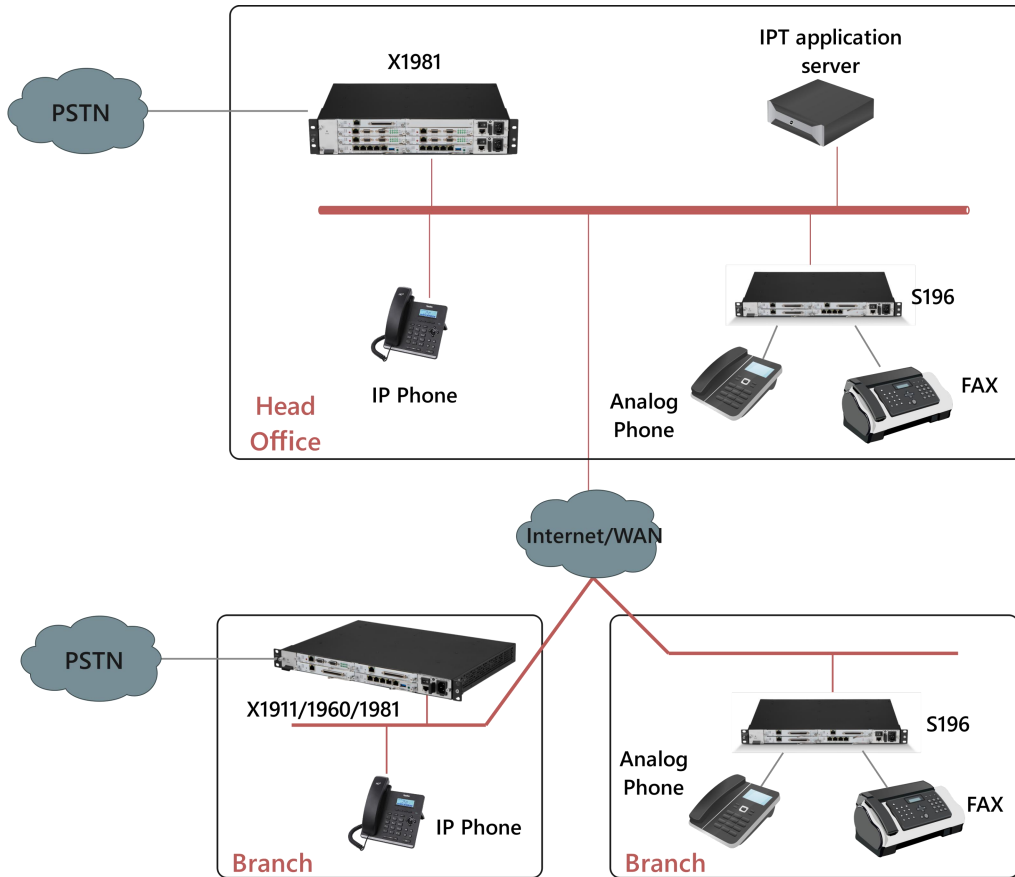 X1981
IPT application
server
PSTN
S196
IP Phone
Analog
Phone
FAX
Head
Office
Internet/WAN
PSTN
X1911/1960/1981
IP Phone
Branch
S196
Analog
Phone
FAX
Branch